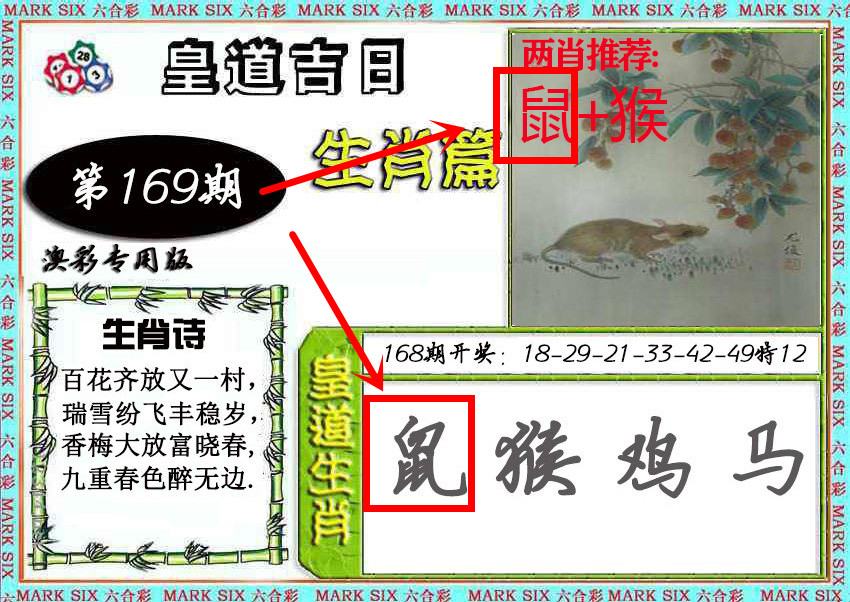 MARK SIX 六合彩 MARK SIX 六合彩 MARK SIX 六合彩 MARK SIX 六合彩 MARK SIX 六合彩 MARK SIX 六合彩
皇道吉日
生肖篇
第169期
澳彩专用版
两肖推荐:
鼠+猴
生肖诗
百花齐放又一村，
瑞雪纷飞丰稳岁，
香梅大放富晓春，
九重春色醉无边.
168期开奖：18-29-21-33-42-49特12
皇道生肖
鼠 猴 鸡 马
MARK SIX 六合彩 MARK SIX 六合彩 MARK SIX 六合彩 MARK SIX 六合彩 MARK SIX 六合彩 MARK SIX 六合彩